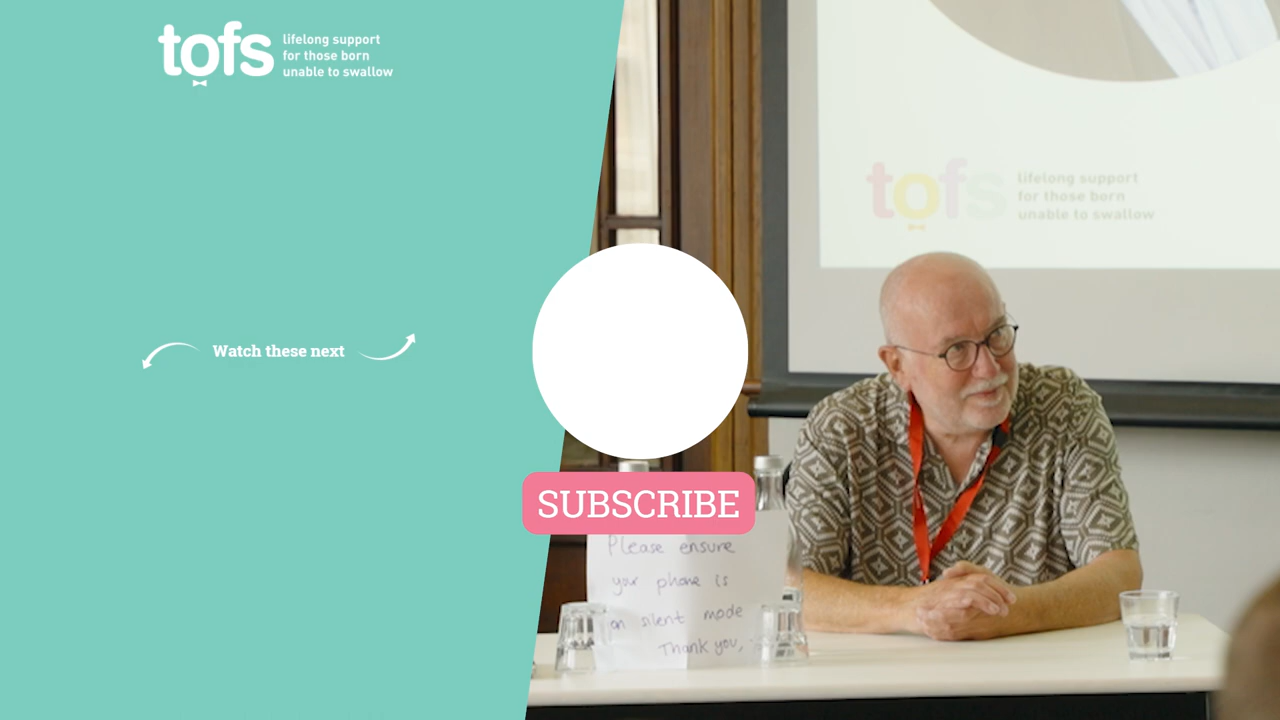 tofs
lifelong support
for those born
unable to swallow
Watch these next
SUBSCRIBE
tofs
lifelong support
for those born
unable to swallow
Please ensure
your phone is
on silent mode
Thank you,